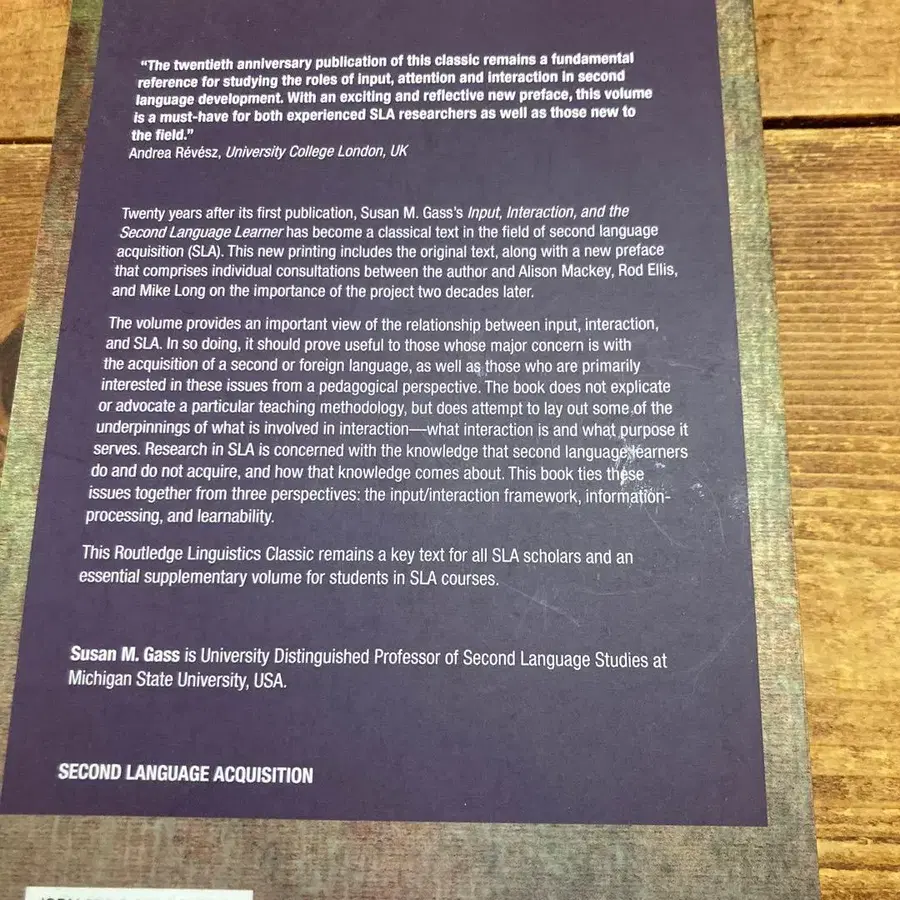 “The twentieth anniversary publication of this classic remains a fundamental
reference for studying the roles of input, attention and interaction in second
language development. With an exciting and reflective new preface, this volume
is a must-have for both experienced SLA researchers as well as those new to
the field.”
Andrea Révész, University College London, UK
Twenty years after its first publication, Susan M. Gass’s Input, Interaction, and the
Second Language Learner has become a classical text in the field of second language
acquisition (SLA). This new printing includes the original text, along with a new preface
that comprises individual consultations between the author and Alison Mackey, Rod Ellis,
and Mike Long on the importance of the project two decades later.
The volume provides an important view of the relationship between input, interaction,
and SLA. In so doing, it should prove useful to those whose major concern is with
the acquisition of a second or foreign language, as well as those who are primarily
interested in these issues from a pedagogical perspective. The book does not explicate
or advocate a particular teaching methodology, but does attempt to lay out some of the
underpinnings of what is involved in interaction—what interaction is and what purpose it
serves. Research in SLA is concerned with the knowledge that second language learners
do and do not acquire, and how that knowledge comes about. This book ties these
issues together from three perspectives: the input/interaction framework, information-
processing, and learnability.
This Routledge Linguistics Classic remains a key text for all SLA scholars and an
essential supplementary volume for students in SLA courses.
Susan M. Gass is University Distinguished Professor of Second Language Studies at
Michigan State University, USA.
SECOND LANGUAGE ACQUISITION